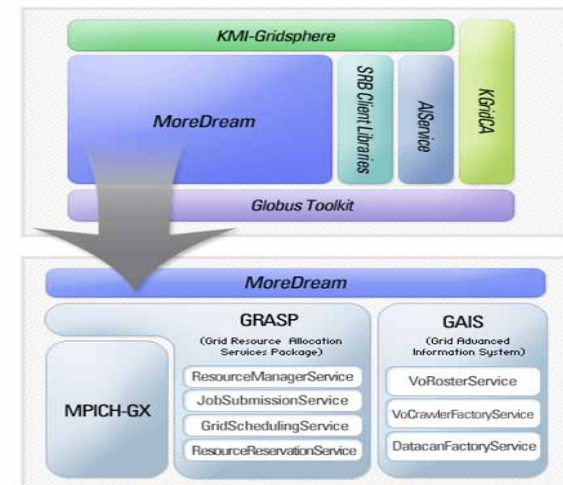 KMI-Gridsphere
MoreDream
SRB Client Libraries
AIService
KGridCA
Globus Toolkit
MoreDream
GRASP
(Grid Resource Allocation
Services Package)
ResourceManagerService
JobSubmissionService
GridSchedulingService
ResourceReservationService
MPICH-GX
GAIS
(Grid Advanced
Information System)
VoRosterService
VoCrawlerFactoryService
DatacanFactoryService